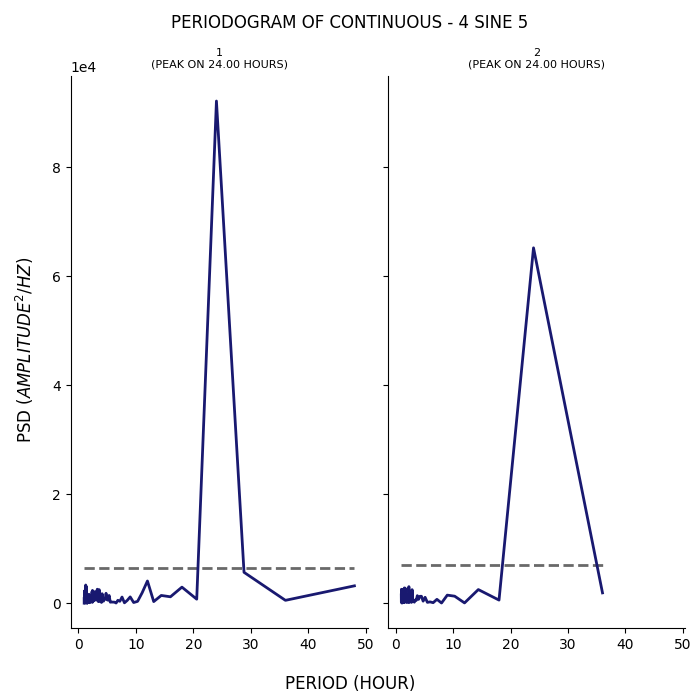 PERIODOGRAM OF CONTINUOUS - 4 SINE 5
1
(PEAK ON 24.00 HOURS)
2
(PEAK ON 24.00 HOURS)
1e4
8
6
4
2
0
PSD (AMPLITUDE²/HZ)
0 10 20 30 40 50
0 10 20 30 40 50
PERIOD (HOUR)